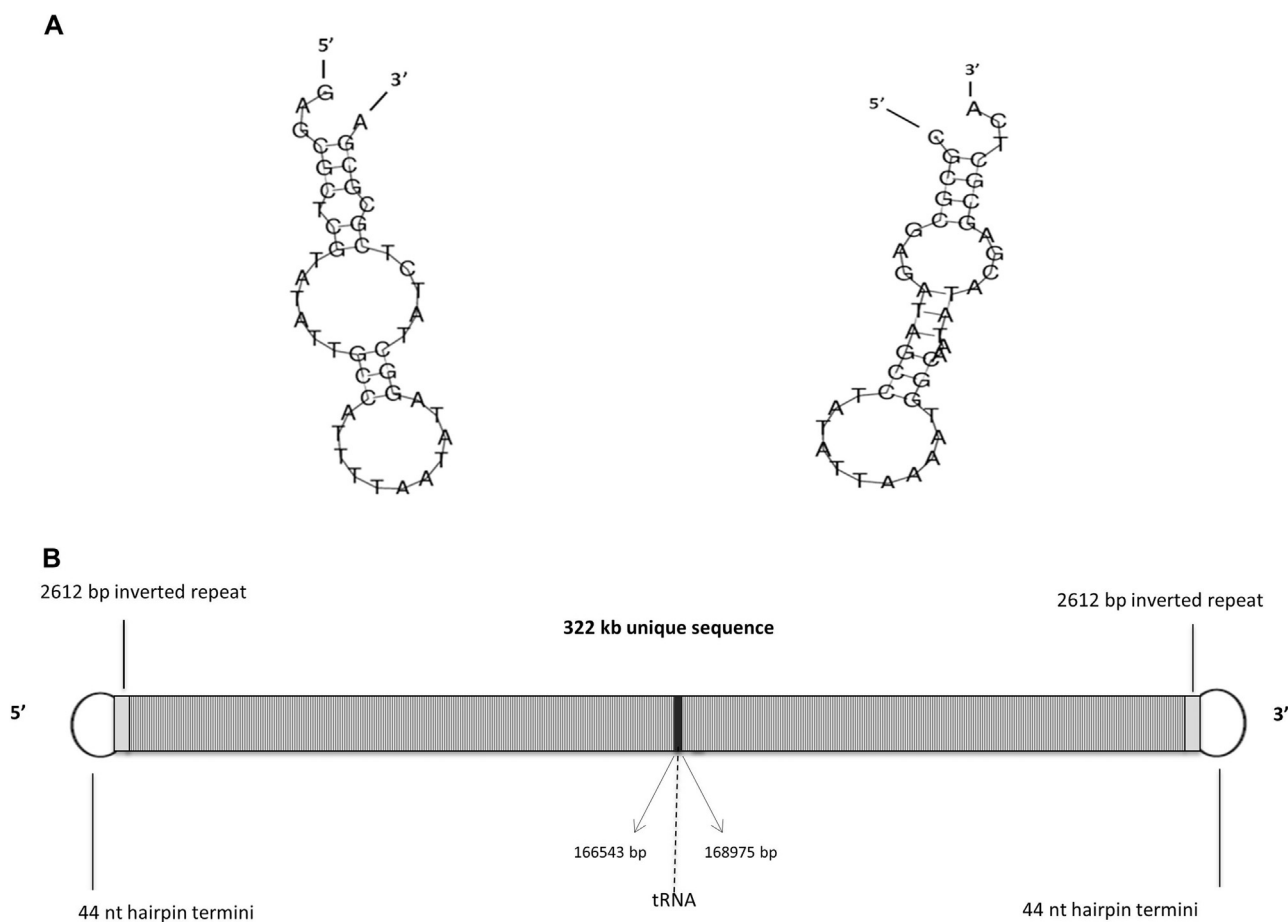 A
5'
3'
3'
5'
B
2612 bp inverted repeat
2612 bp inverted repeat
322 kb unique sequence
5'
3'
166543 bp
168975 bp
tRNA
44 nt hairpin termini
44 nt hairpin termini